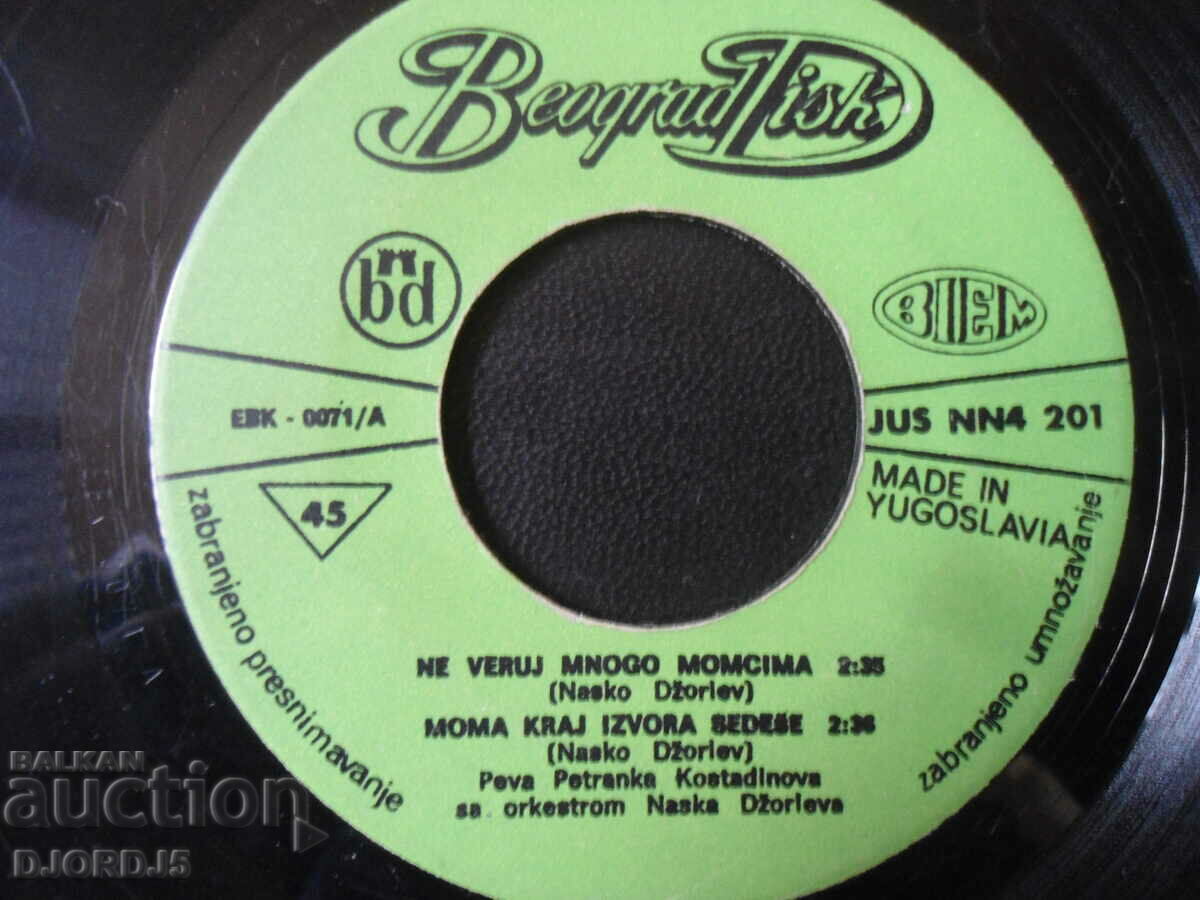 Beograd Disk
bd
BIEM
EBK - 0071/A
JUS NN4 201
45
MADE IN
YUGOSLAVIA
zabranjeno presnimavanje
zabranjeno umnožavanje
NE VERUJ MNOGO MOMCIMA 2:35
(Nasko Džoriev)
MOMA KRAJ IZVORA SEDEŠE 2:36
(Nasko Džoriev)
Peva Petranka Kostadinova
sa orkestrom Naska Džorieva
BALKAN
auction
DJORDJ5